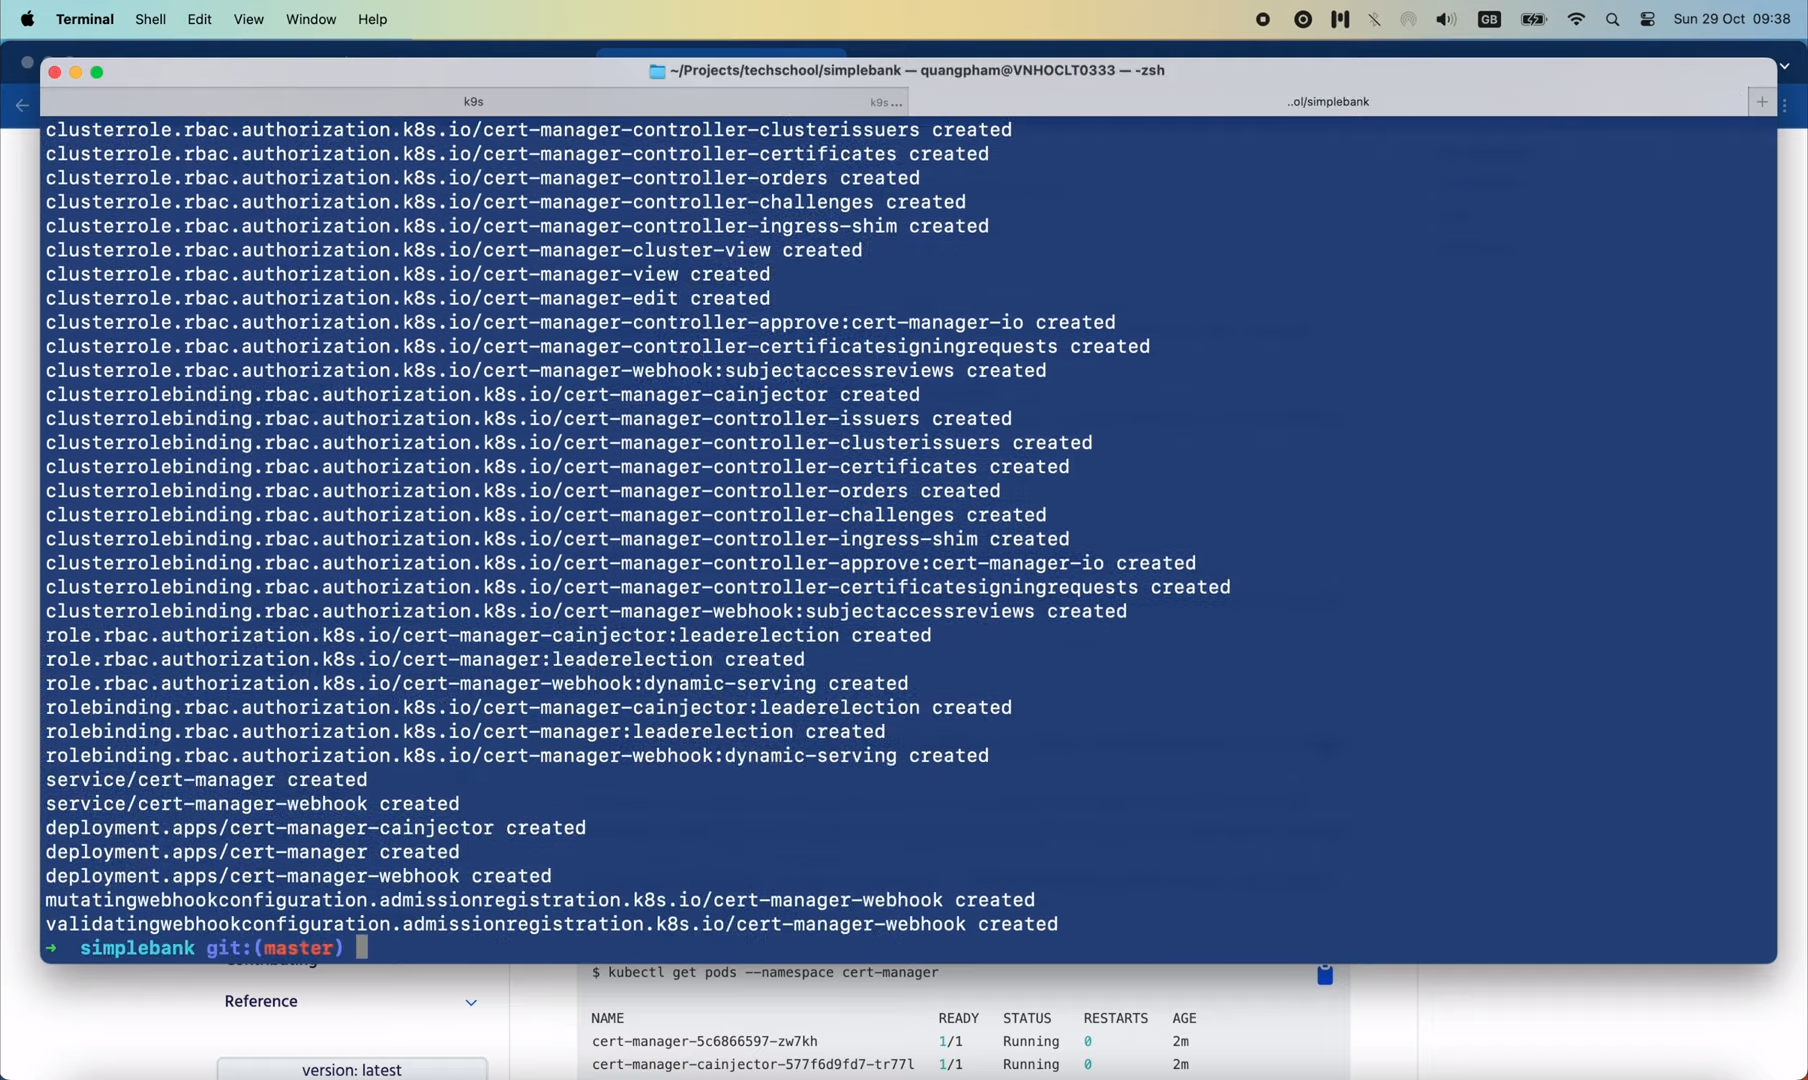 Terminal Shell Edit View Window Help GB Sun 29 Oct 09:38
~/Projects/techschool/simplebank — quangpham@VNHOCLT0333 — -zsh
k9s k9s ... ..ol/simplebank +
clusterrole.rbac.authorization.k8s.io/cert-manager-controller-clusterissuers created
clusterrole.rbac.authorization.k8s.io/cert-manager-controller-certificates created
clusterrole.rbac.authorization.k8s.io/cert-manager-controller-orders created
clusterrole.rbac.authorization.k8s.io/cert-manager-controller-challenges created
clusterrole.rbac.authorization.k8s.io/cert-manager-controller-ingress-shim created
clusterrole.rbac.authorization.k8s.io/cert-manager-cluster-view created
clusterrole.rbac.authorization.k8s.io/cert-manager-view created
clusterrole.rbac.authorization.k8s.io/cert-manager-edit created
clusterrole.rbac.authorization.k8s.io/cert-manager-controller-approve:cert-manager-io created
clusterrole.rbac.authorization.k8s.io/cert-manager-controller-certificatesigningrequests created
clusterrole.rbac.authorization.k8s.io/cert-manager-webhook:subjectaccessreviews created
clusterrolebinding.rbac.authorization.k8s.io/cert-manager-cainjector created
clusterrolebinding.rbac.authorization.k8s.io/cert-manager-controller-issuers created
clusterrolebinding.rbac.authorization.k8s.io/cert-manager-controller-clusterissuers created
clusterrolebinding.rbac.authorization.k8s.io/cert-manager-controller-certificates created
clusterrolebinding.rbac.authorization.k8s.io/cert-manager-controller-orders created
clusterrolebinding.rbac.authorization.k8s.io/cert-manager-controller-challenges created
clusterrolebinding.rbac.authorization.k8s.io/cert-manager-controller-ingress-shim created
clusterrolebinding.rbac.authorization.k8s.io/cert-manager-controller-approve:cert-manager-io created
clusterrolebinding.rbac.authorization.k8s.io/cert-manager-controller-certificatesigningrequests created
clusterrolebinding.rbac.authorization.k8s.io/cert-manager-webhook:subjectaccessreviews created
role.rbac.authorization.k8s.io/cert-manager-cainjector:leaderelection created
role.rbac.authorization.k8s.io/cert-manager:leaderelection created
role.rbac.authorization.k8s.io/cert-manager-webhook:dynamic-serving created
rolebinding.rbac.authorization.k8s.io/cert-manager-cainjector:leaderelection created
rolebinding.rbac.authorization.k8s.io/cert-manager:leaderelection created
rolebinding.rbac.authorization.k8s.io/cert-manager-webhook:dynamic-serving created
service/cert-manager created
service/cert-manager-webhook created
deployment.apps/cert-manager-cainjector created
deployment.apps/cert-manager created
deployment.apps/cert-manager-webhook created
mutatingwebhookconfiguration.admissionregistration.k8s.io/cert-manager-webhook created
validatingwebhookconfiguration.admissionregistration.k8s.io/cert-manager-webhook created
→ simplebank git:(master)
$ kubectl get pods --namespace cert-manager
Reference
NAME READY STATUS RESTARTS AGE
cert-manager-5c6866597-zw7kh 1/1 Running 0 2m
cert-manager-cainjector-577f6d9fd7-tr77l 1/1 Running 0 2m
version: latest